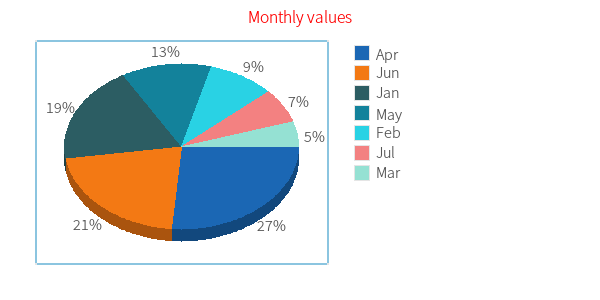 Monthly values
13%
9%
19%
7%
5%
21%
27%
Apr
Jun
Jan
May
Feb
Jul
Mar